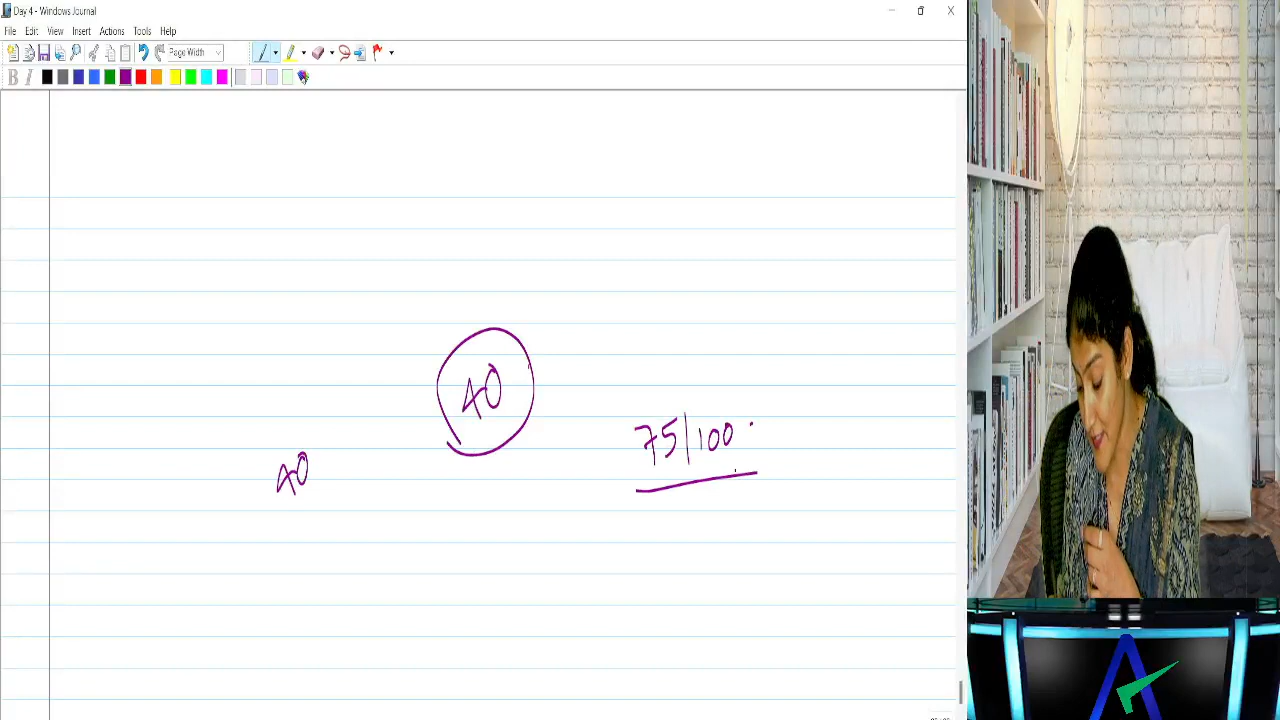 Day 4 - Windows Journal
File Edit View Insert Actions Tools Help
Page Width
B I
40
75/100
40